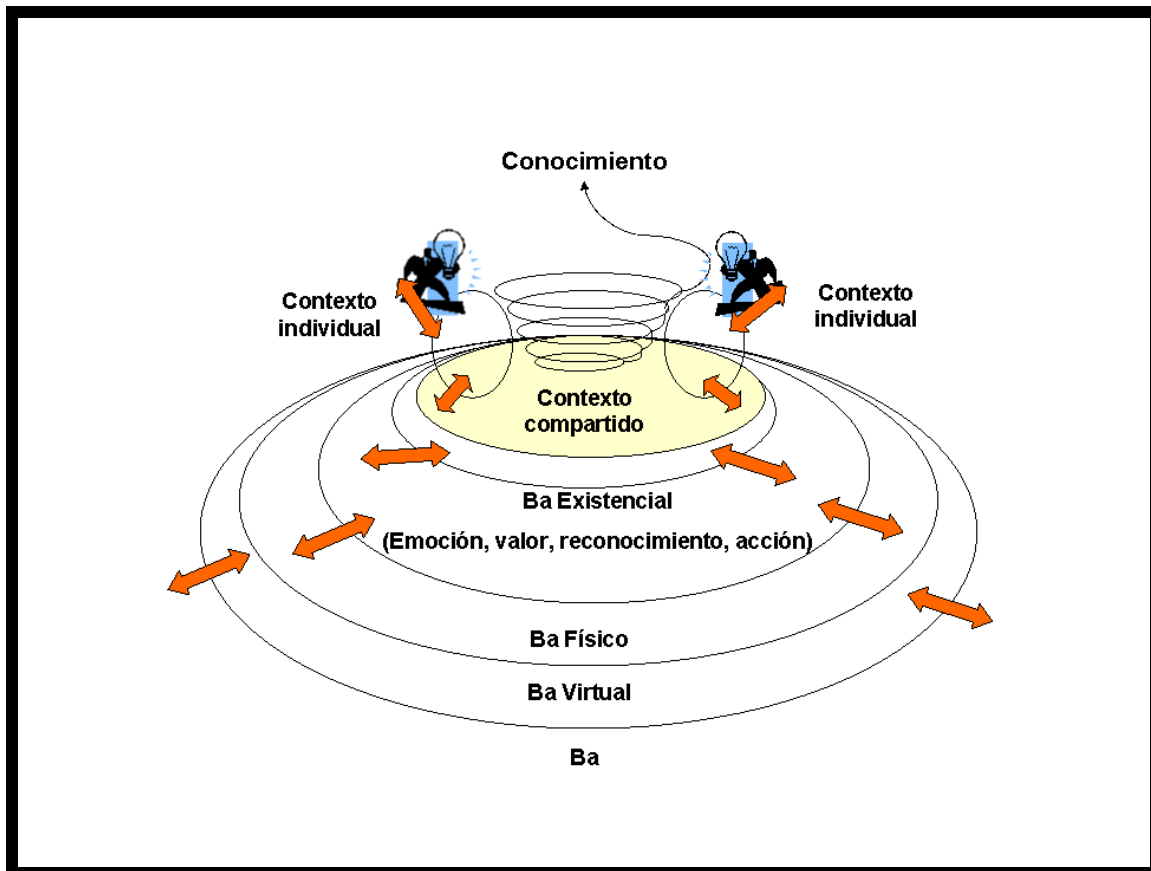 Conocimiento
Contexto
individual
Contexto
individual
Contexto
compartido
Ba Existencial
(Emoción, valor, reconocimiento, acción)
Ba Físico
Ba Virtual
Ba